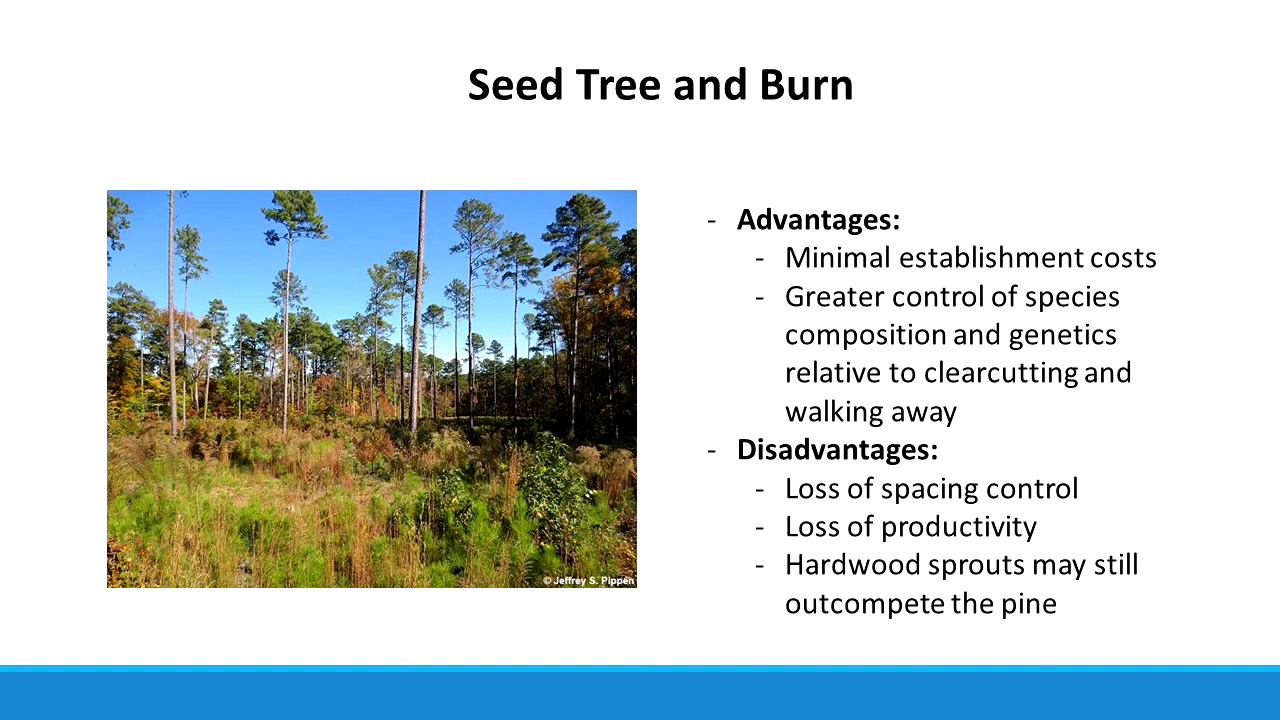 Seed Tree and Burn
- Advantages:
- Minimal establishment costs
- Greater control of species
composition and genetics
relative to clearcutting and
walking away
- Disadvantages:
- Loss of spacing control
- Loss of productivity
- Hardwood sprouts may still
outcompete the pine
© Jeffrey S. Pippen